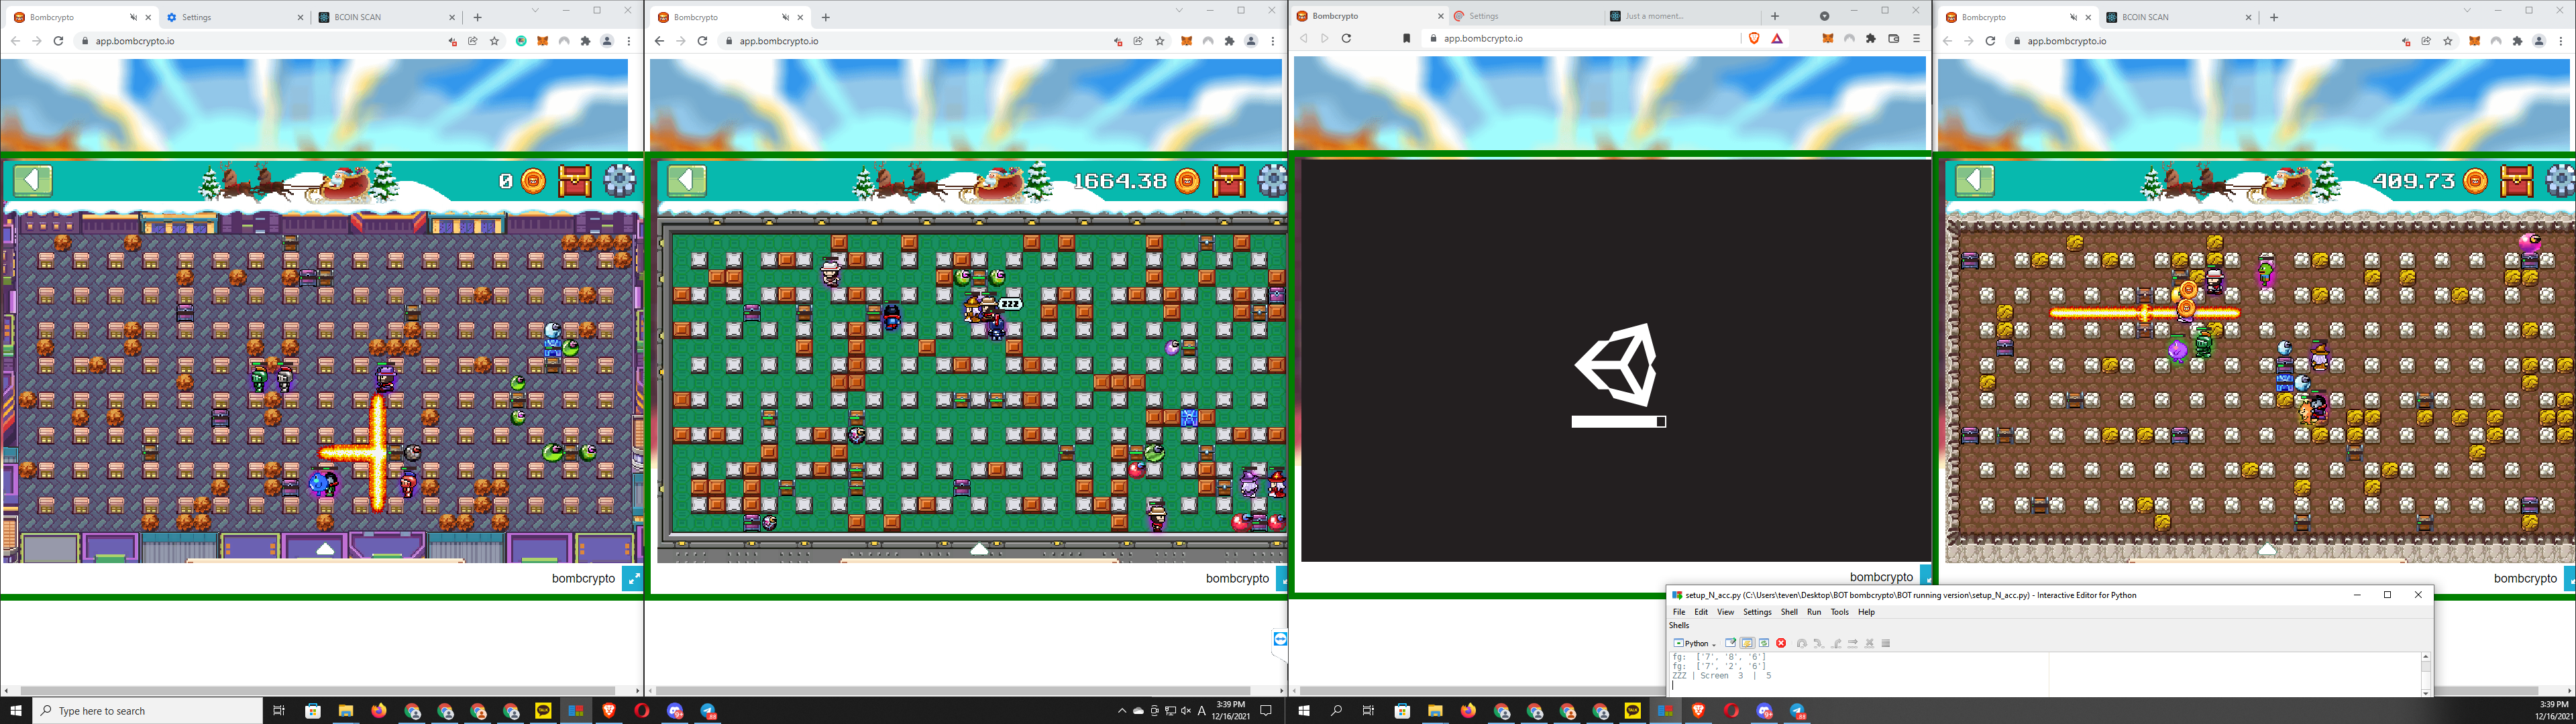 Bombcrypto
Settings
BCOIN SCAN
app.bombcrypto.io
0
bombcrypto
Bombcrypto
app.bombcrypto.io
1664.38
zzz
bombcrypto
Bombcrypto
Settings
Just a moment...
app.bombcrypto.io
bombcrypto
Bombcrypto
BCOIN SCAN
app.bombcrypto.io
409.73
bombcrypto
setup_N_acc.py (C:\Users\teven\Desktop\BOT bombcrypto\BOT running version\setup_N_acc.py) - Interactive Editor for Python
File Edit View Settings Shell Run Tools Help
Shells
Python
fg: ['7', '8', '6']
fg: ['7', '2', '6']
ZZZ | Screen 3 | 5
Type here to search
TALK
A
3:39 PM
12/16/2021
TALK
3:39 PM
12/16/202